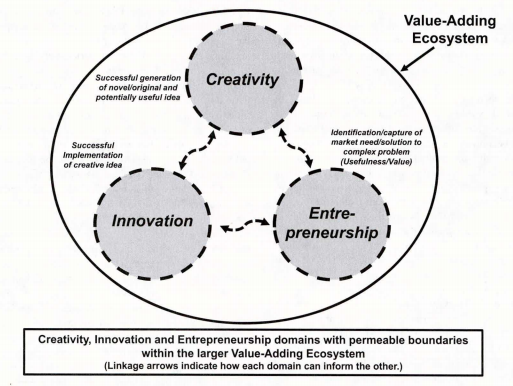 Value-Adding
Ecosystem
Successful generation
of novel/original and
potentially useful idea
Creativity
Identification/capture of
market need/solution to
complex problem
(Usefulness/Value)
Successful
Implementation
of creative idea
Innovation
Entre-
preneurship
Creativity, Innovation and Entrepreneurship domains with permeable boundaries
within the larger Value-Adding Ecosystem
(Linkage arrows indicate how each domain can inform the other.)